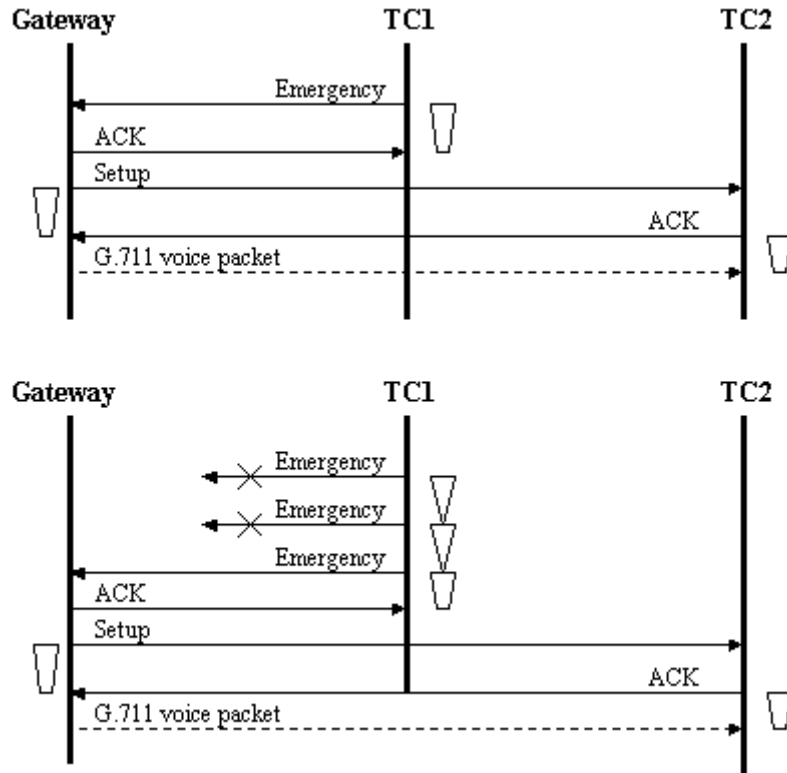 Gateway TC1 TC2
Emergency
ACK
Setup
ACK
G.711 voice packet
Gateway TC1 TC2
Emergency
Emergency
Emergency
ACK
Setup
ACK
G.711 voice packet